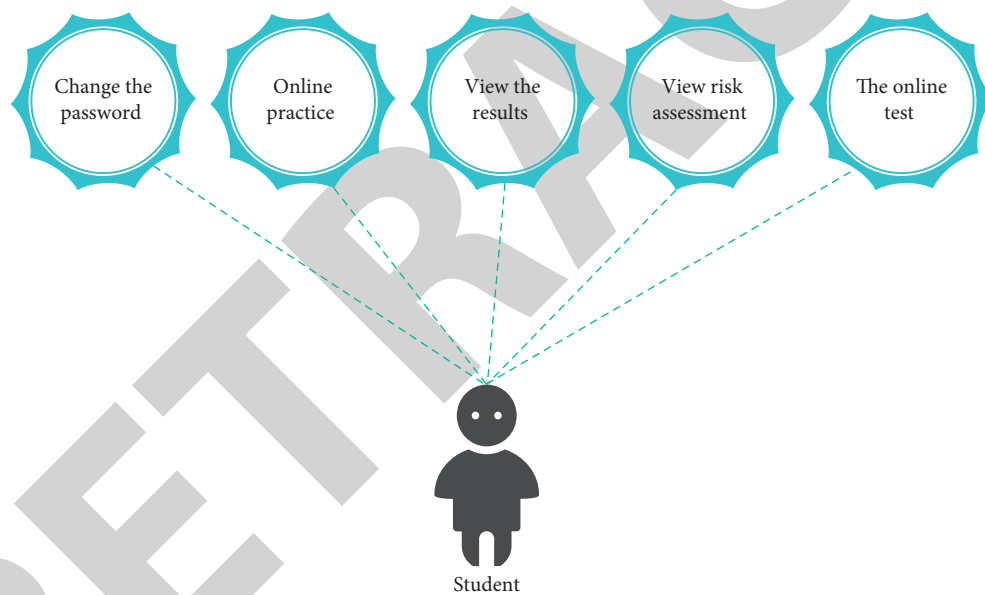 Change the
password
Online
practice
View the
results
View risk
assessment
The online
test
Student